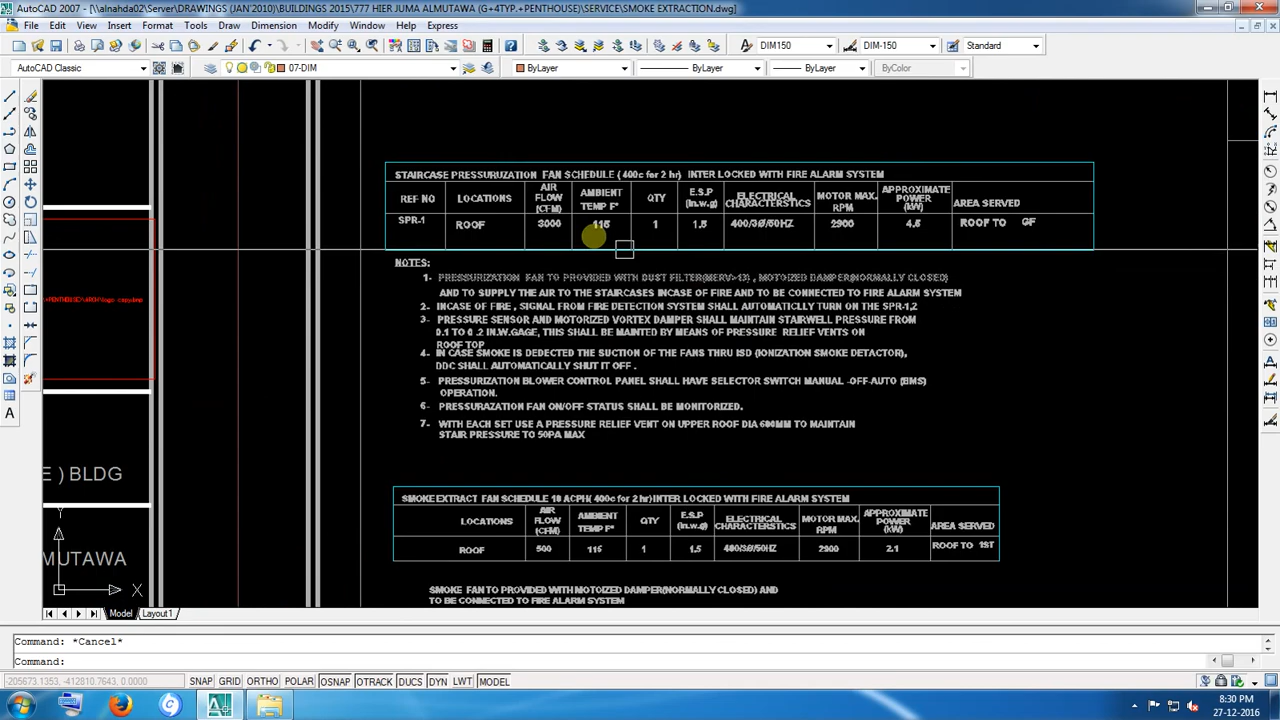 AutoCAD 2007 - [\\alnahda02\Server\DRAWINGS (JAN 2010)\BUILDINGS 2015\777 HIER JUMA ALMUTAWA (G+4TYP.+PENTHOUSE)\SERVICE\SMOKE EXTRACTION.dwg]
File Edit View Insert Format Tools Draw Dimension Modify Window Help Express
DIM150 DIM-150 Standard
AutoCAD Classic 07-DIM ByLayer ByLayer ByLayer ByColor
STAIRCASE PRESSURUZATION FAN SCHEDULE ( 400c for 2 hr) INTER LOCKED WITH FIRE ALARM SYSTEM
REF NO LOCATIONS AIR FLOW (CFM) AMBIENT TEMP F° QTY E.S.P (in.w.g) ELECTRICAL CHARACTERSTICS MOTOR MAX. RPM APPROXIMATE POWER (kW) AREA SERVED
SPR-1 ROOF 3000 115 1 1.5 400/3Ø/50HZ 2900 4.5 ROOF TO GF
NOTES:
1- PRESSURIZATION FAN TO PROVIDED WITH DUST FILTER(MERV>13) , MOTORIZED DAMPER(NORMALLY CLOSED)
AND TO SUPPLY THE AIR TO THE STAIRCASES INCASE OF FIRE AND TO BE CONNECTED TO FIRE ALARM SYSTEM
2- INCASE OF FIRE , SIGNAL FROM FIRE DETECTION SYSTEM SHALL AUTOMATICLLY TURN ON THE SPR-1,2
3- PRESSURE SENSOR AND MOTORIZED VORTEX DAMPER SHALL MAINTAIN STAIRWELL PRESSURE FROM
0.1 TO 0 .2 IN.W.GAGE, THIS SHALL BE MAINTED BY MEANS OF PRESSURE RELIEF VENTS ON
ROOF TOP
4- IN CASE SMOKE IS DEDECTED THE SUCTION OF THE FANS THRU ISD (IONIZATION SMOKE DETACTOR),
DDC SHALL AUTOMATICALLY SHUT IT OFF .
5- PRESSURIZATION BLOWER CONTROL PANEL SHALL HAVE SELECTOR SWITCH MANUAL -OFF-AUTO (BMS)
OPERATION.
6- PRESSURAZATION FAN ON/OFF STATUS SHALL BE MONITORIZED.
7- WITH EACH SET USE A PRESSURE RELIEF VENT ON UPPER ROOF DIA 600MM TO MAINTAIN
STAIR PRESSURE TO 50PA MAX
E ) BLDG
SMOKE EXTRACT FAN SCHEDULE 10 ACPH( 400c for 2 hr)INTER LOCKED WITH FIRE ALARM SYSTEM
LOCATIONS AIR FLOW (CFM) AMBIENT TEMP F° QTY E.S.P (in.w.g) ELECTRICAL CHARACTERSTICS MOTOR MAX. RPM APPROXIMATE POWER (kW) AREA SERVED
ROOF 500 115 1 1.5 400/3Ø/50HZ 2900 2.1 ROOF TO 1ST
MUTAWA
Y
X
SMOKE FAN TO PROVIDED WITH MOTOIZED DAMPER(NORMALLY CLOSED) AND
TO BE CONNECTED TO FIRE ALARM SYSTEM
Model Layout1
Command: *Cancel*
Command:
-205673.1353, -412810.7643, 0.0000 SNAP GRID ORTHO POLAR OSNAP OTRACK DUCS DYN LWT MODEL
8:30 PM
27-12-2016